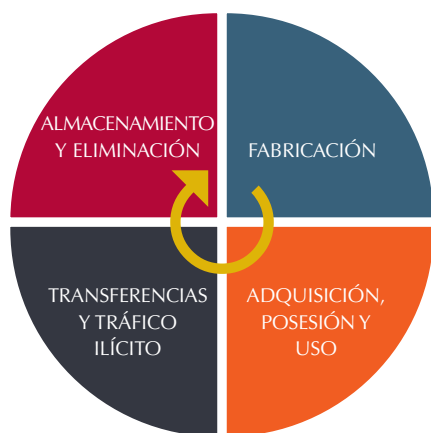 ALMACENAMIENTO
Y ELIMINACIÓN
FABRICACIÓN
TRANSFERENCIAS
Y TRÁFICO
ILÍCITO
ADQUISICIÓN,
POSESIÓN Y
USO